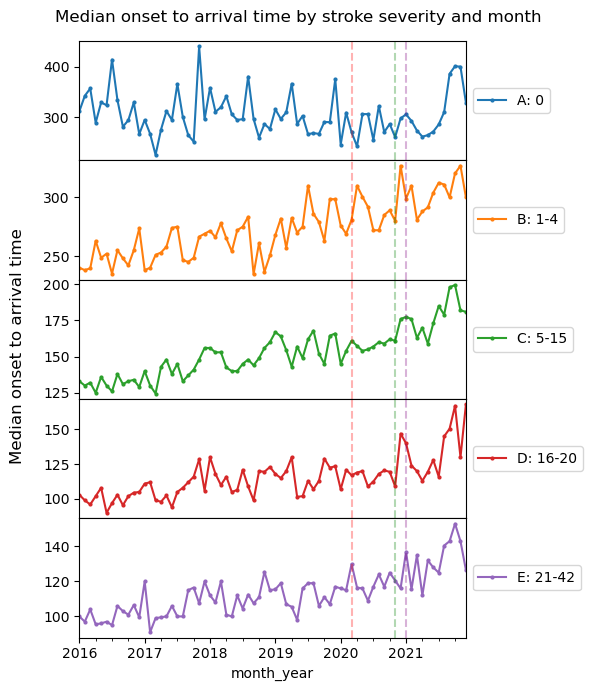 Median onset to arrival time by stroke severity and month
Median onset to arrival time
400
300
A: 0
300
250
B: 1-4
200
175
150
125
C: 5-15
150
125
100
D: 16-20
140
120
100
E: 21-42
2016 2017 2018 2019 2020 2021
month_year